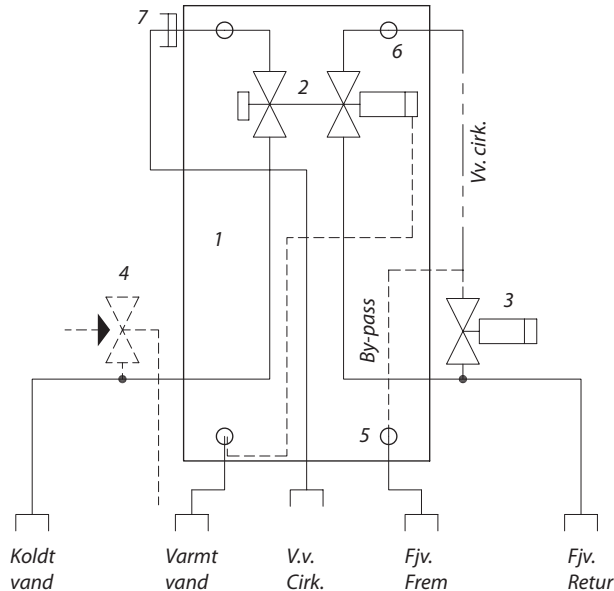 7
6
2
Vv. cirk.
1
4
3
By-pass
5
Koldt
vand
Varmt
vand
V.v.
Cirk.
Fjv.
Frem
Fjv.
Retur